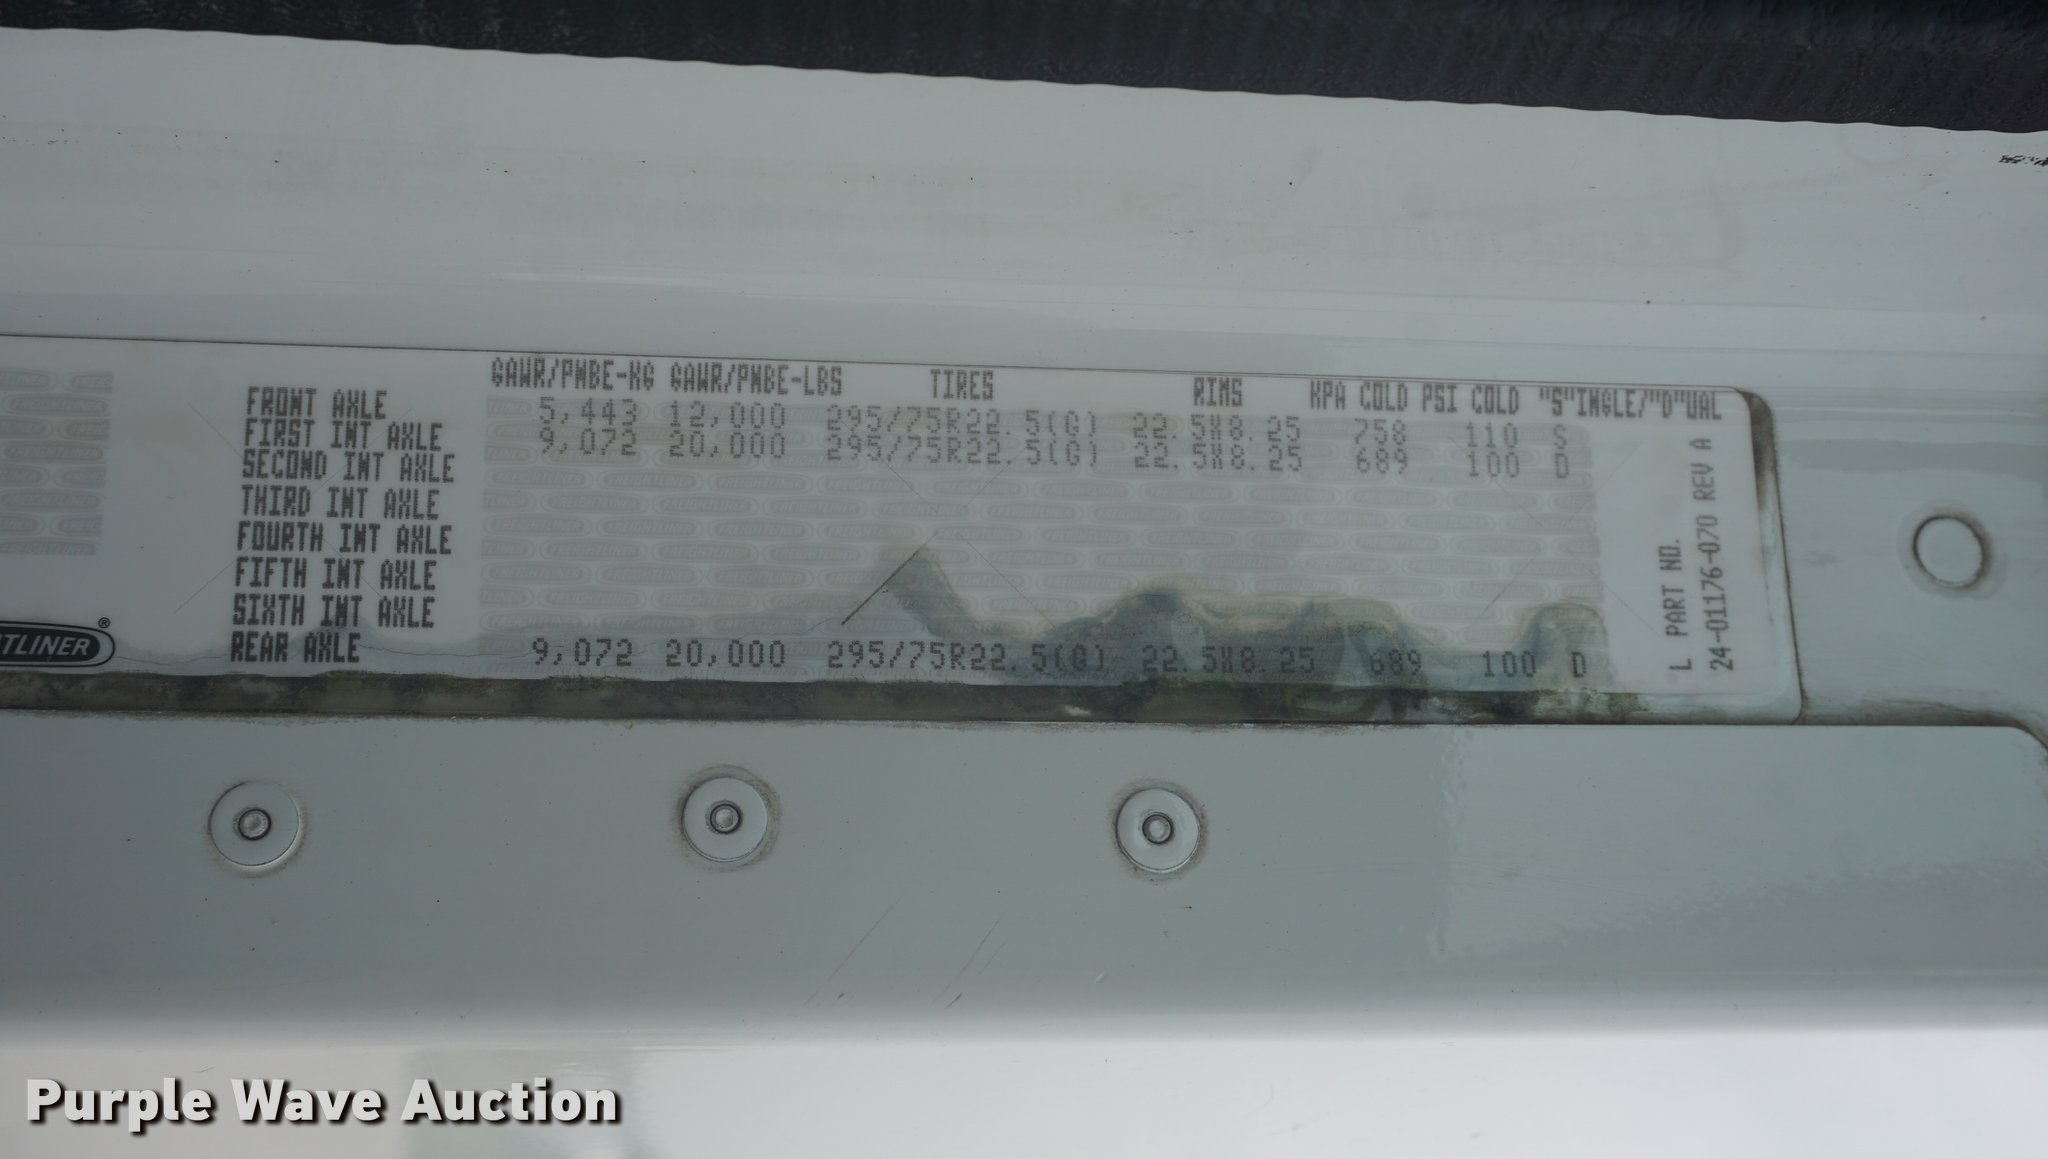 GAWR/PNBE-KG GAWR/PNBE-LBS TIRES RIMS KPA COLD PSI COLD "S"INGLE/"D"UAL
FRONT AXLE 5,443 12,000 295/75R22.5(G) 22.5X8.25 758 110 S
FIRST INT AXLE 9,072 20,000 295/75R22.5(G) 22.5X8.25 689 100 D
SECOND INT AXLE
THIRD INT AXLE
FOURTH INT AXLE
FIFTH INT AXLE
SIXTH INT AXLE
REAR AXLE 9,072 20,000 295/75R22.5(G) 22.5X8.25 689 100 D
HTLINER®
L PART NO.
24-01176-070 REV A
Purple Wave Auction